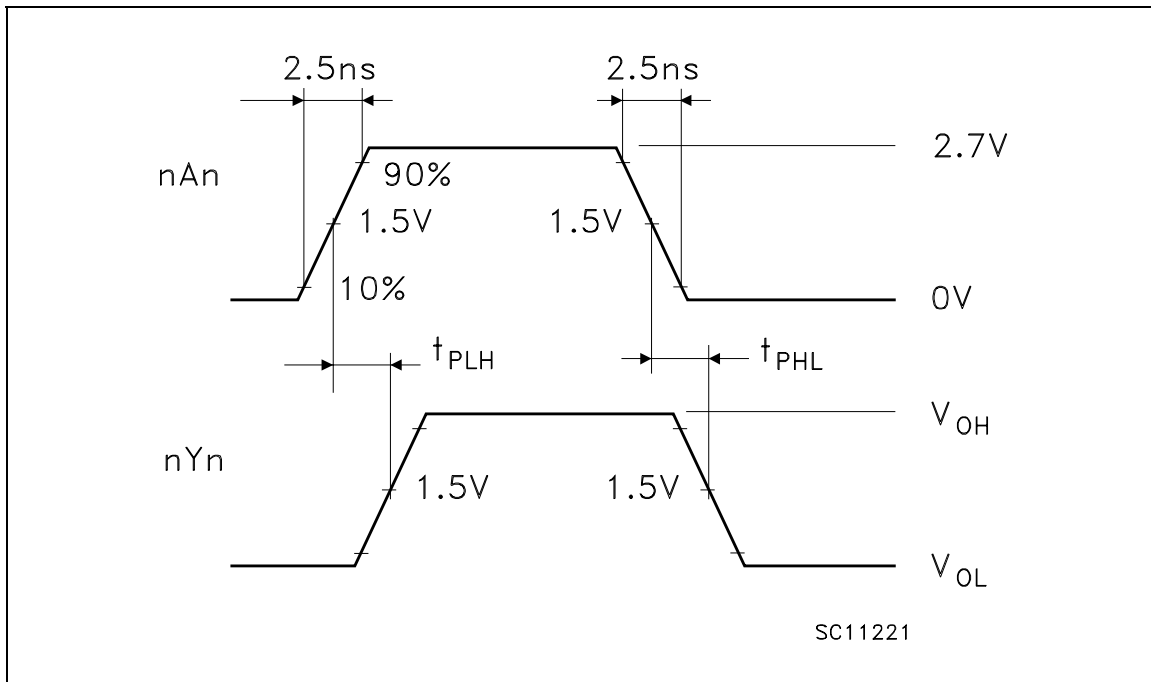 2.5ns 2.5ns
2.7V
nAn
90%
1.5V 1.5V
10%
0V
tPLH tPHL
VOH
nYn
1.5V 1.5V
VOL
SC11221